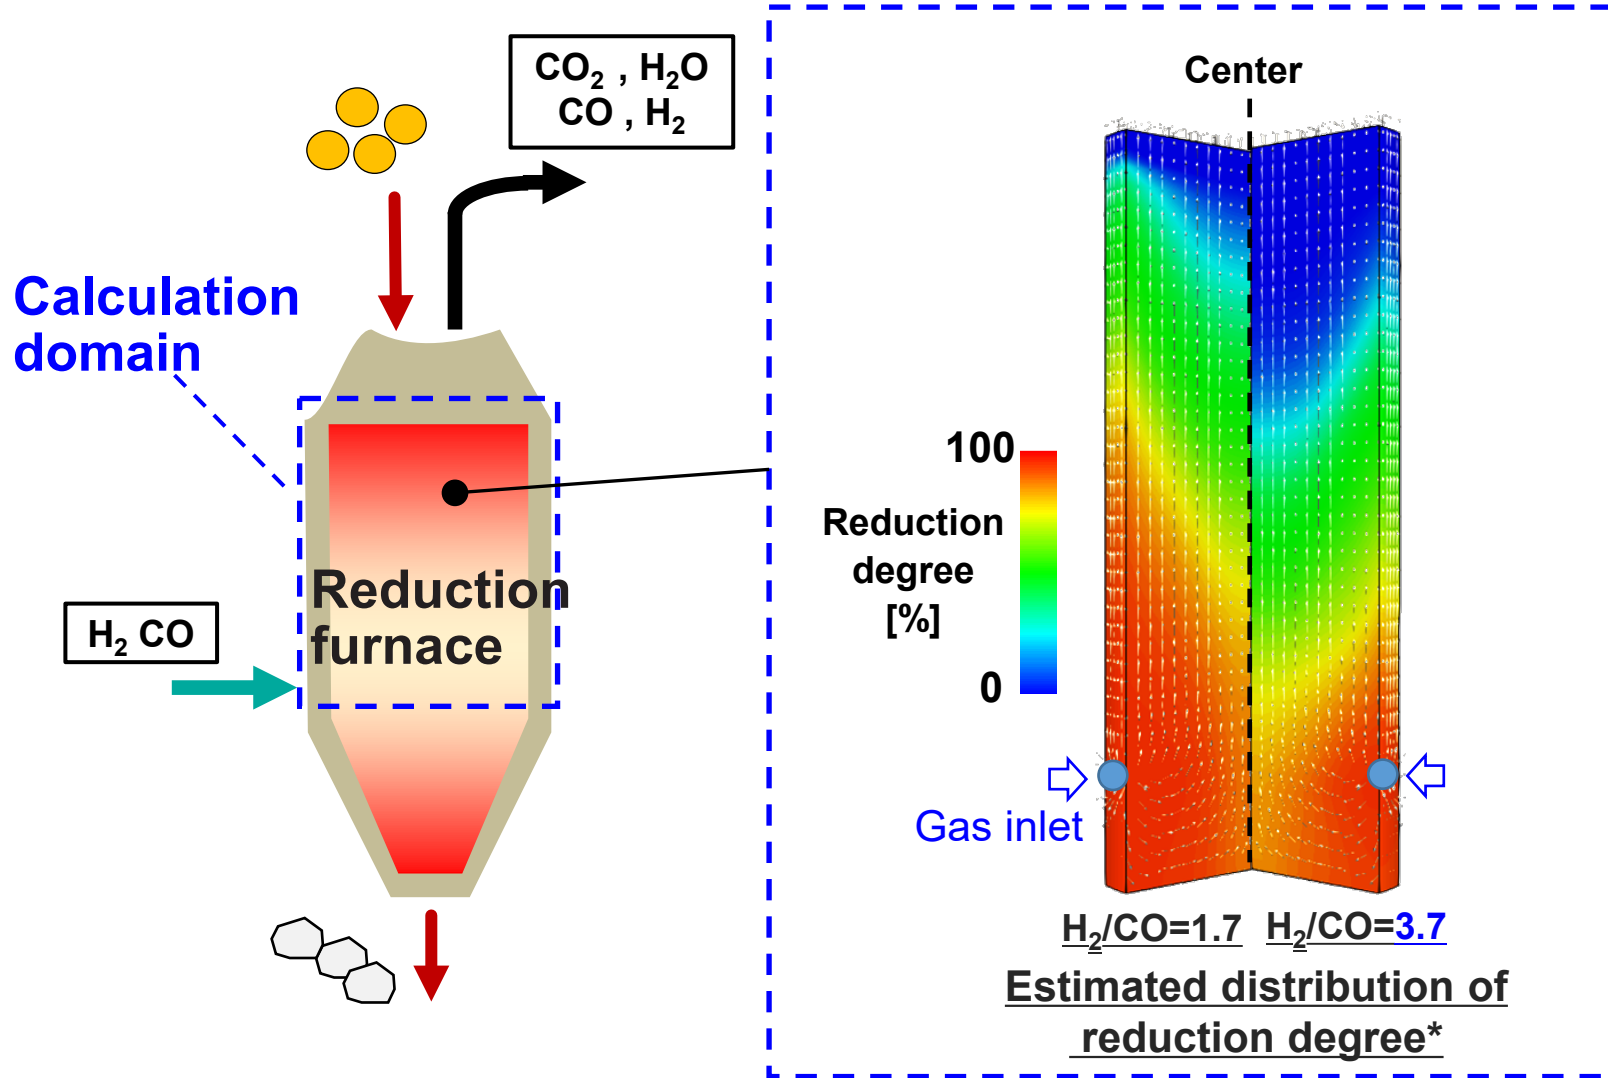 CO₂ , H₂O
CO , H₂
Calculation
domain
Reduction
furnace
H₂ CO
Center
100
Reduction
degree
[%]
0
Gas inlet
H₂/CO=1.7
H₂/CO=3.7
Estimated distribution of
reduction degree*